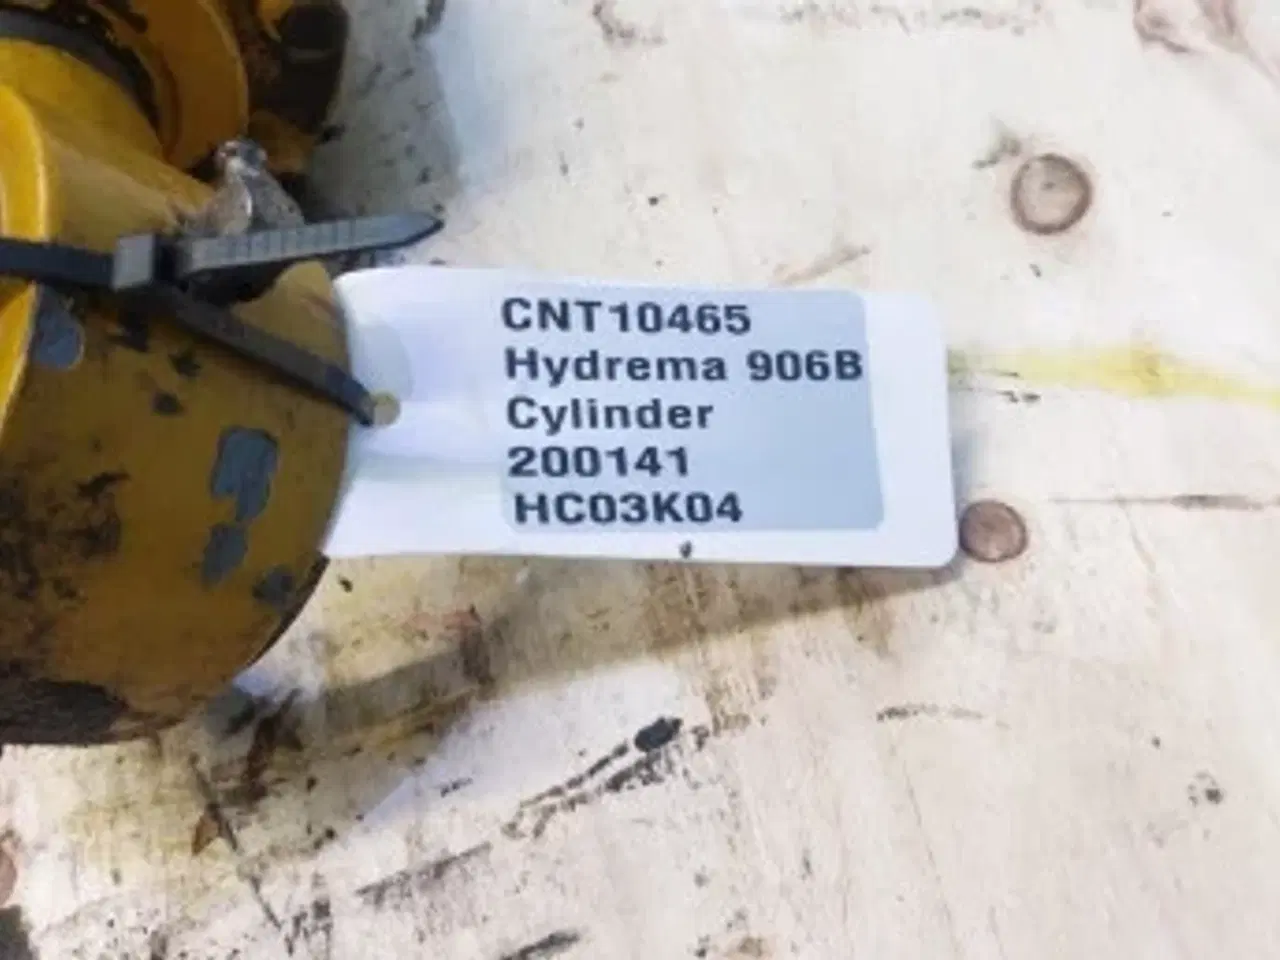 CNT10465
Hydrema 906B
Cylinder
200141
HC03K04